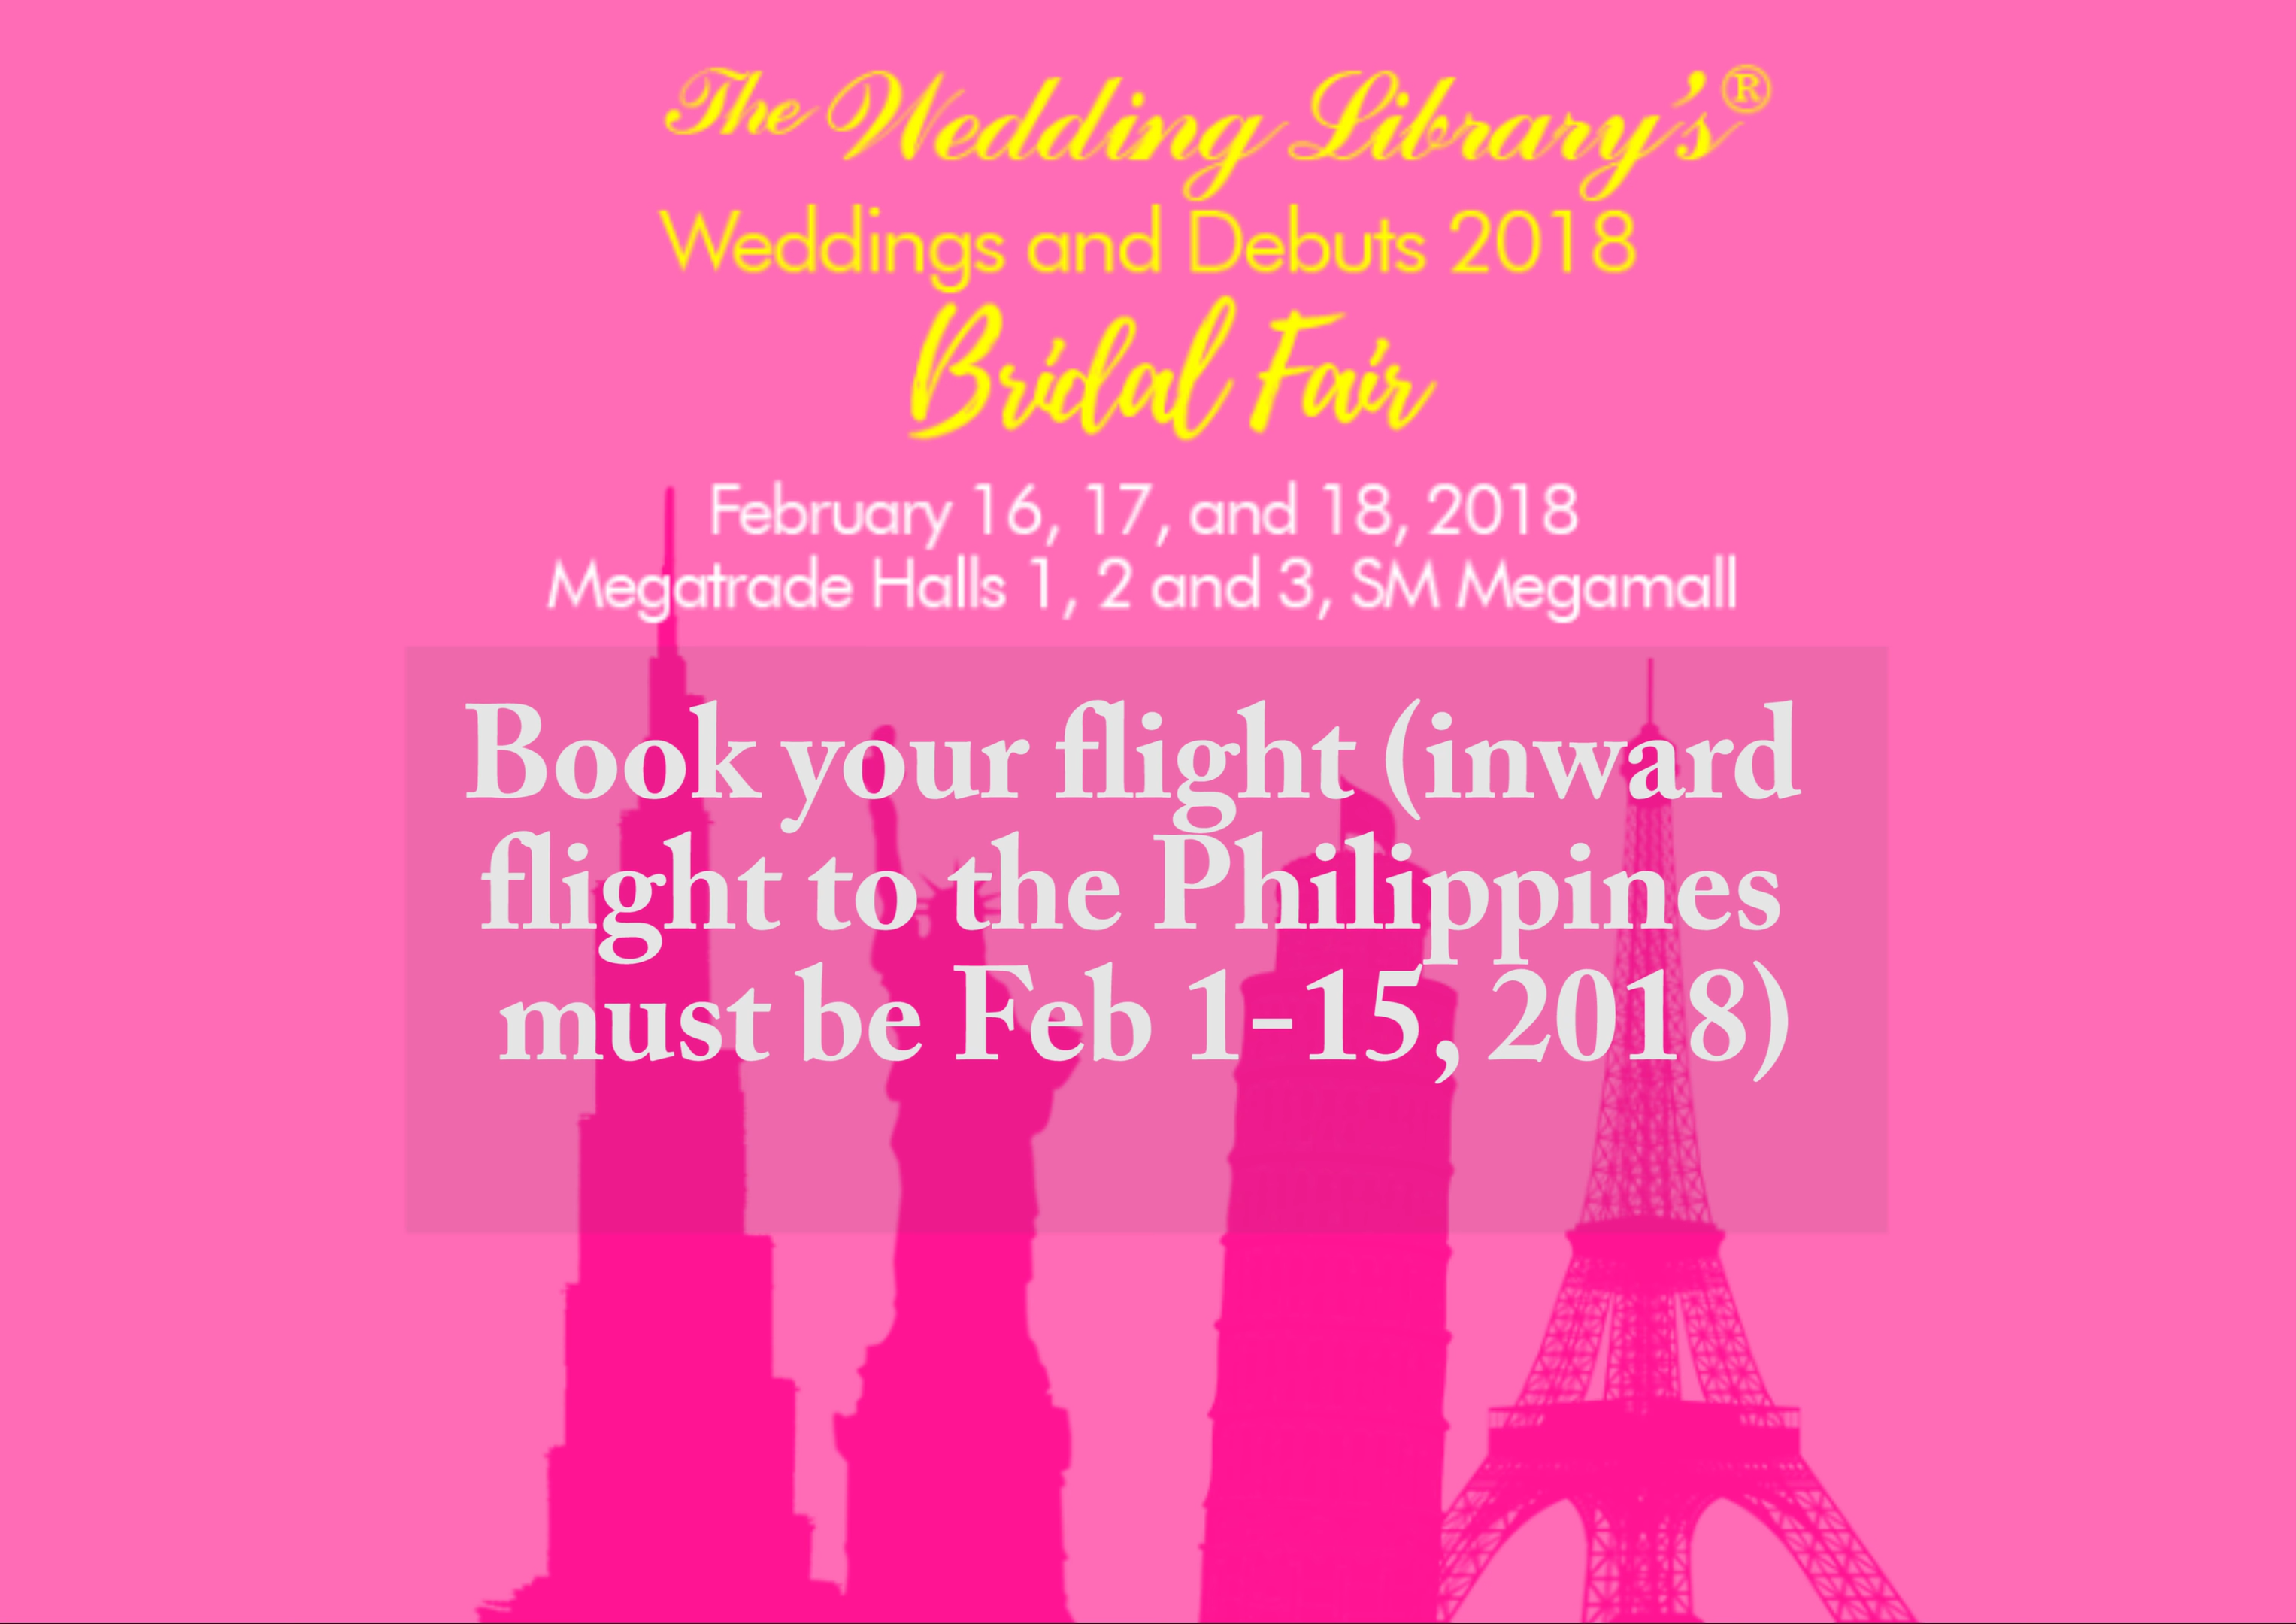 The Wedding Library's®
Weddings and Debuts 2018
Bridal Fair
February 16, 17, and 18, 2018
Megatrade Halls 1, 2 and 3, SM Megamall
Book your flight (inward
flight to the Philippines
must be Feb 1-15, 2018)